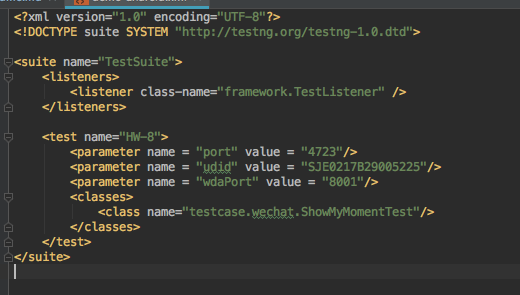 <?xml version="1.0" encoding="UTF-8"?>
<!DOCTYPE suite SYSTEM "http://testng.org/testng-1.0.dtd">
<suite name="TestSuite">
<listeners>
<listener class-name="framework.TestListener" />
</listeners>
<test name="HW-8">
<parameter name = "port" value = "4723"/>
<parameter name = "udid" value = "SJE0217B29005225"/>
<parameter name = "wdaPort" value = "8001"/>
<classes>
<class name="testcase.wechat.ShowMyMomentTest"/>
</classes>
</test>
</suite>